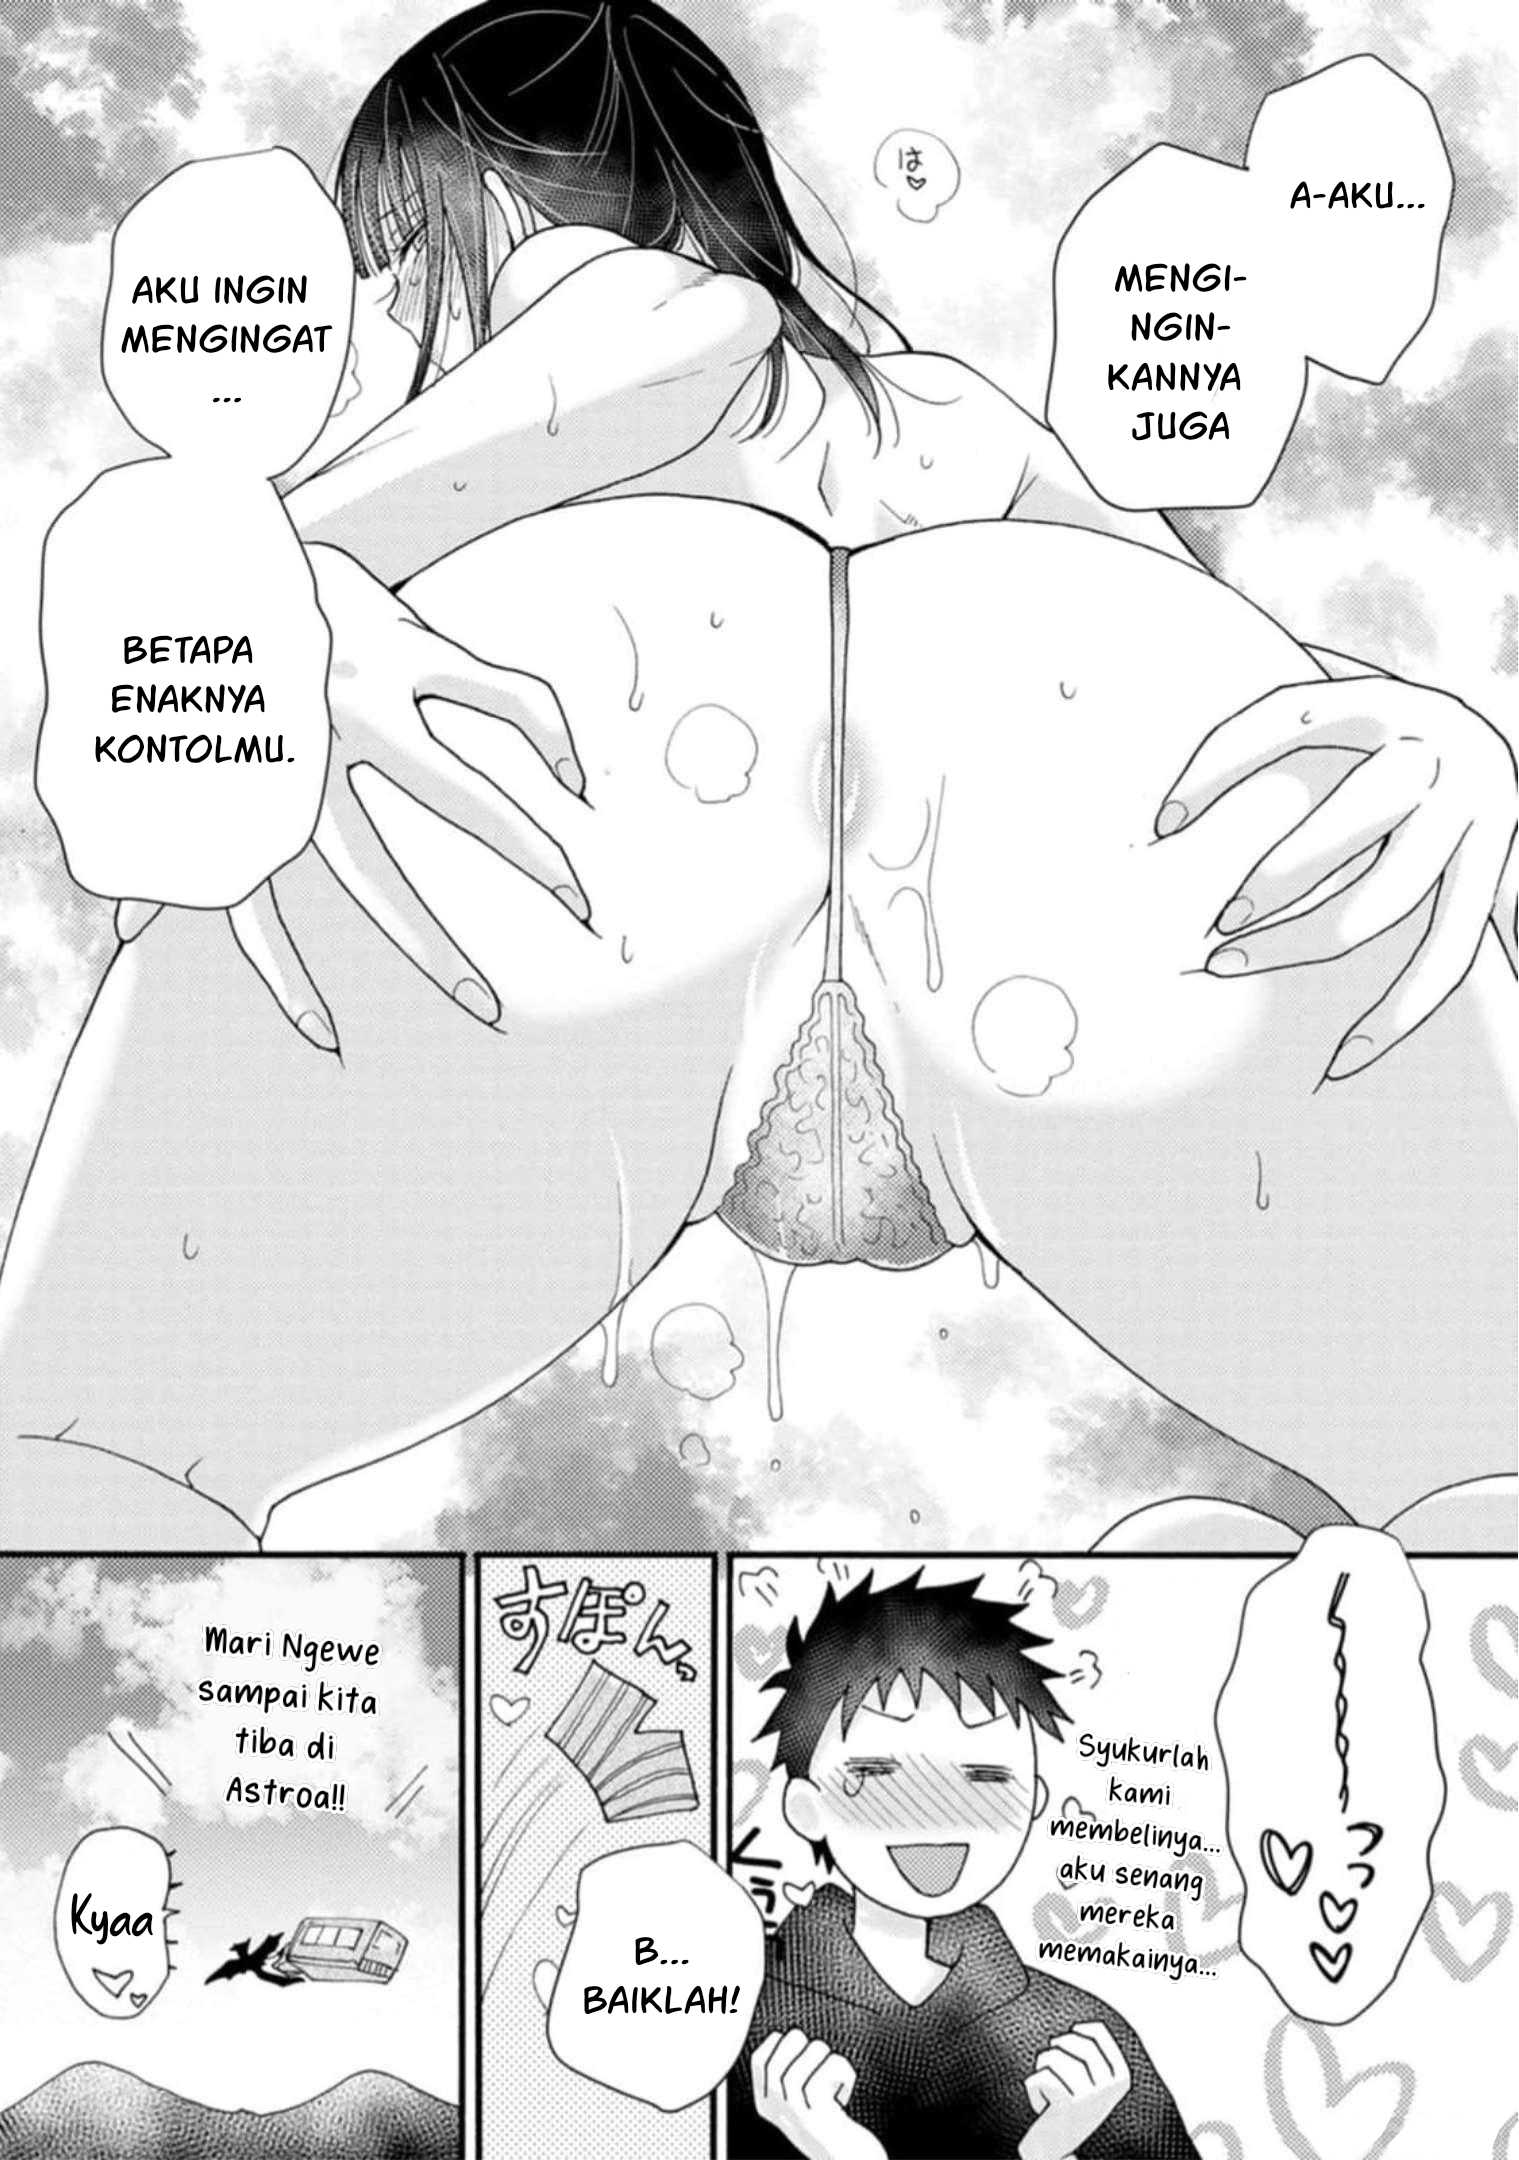 A-AKU...
MENGI-
NGIN-
KANNYA
JUGA
は♡
AKU INGIN
MENGINGAT
...
BETAPA
ENAKNYA
KONTOLMU.
Syukurlah
kami
membelinya...
aku senang
mereka
memakainya...
すぽんっ
B...
BAIKLAH!
Mari Ngewe
sampai kita
tiba di
Astroa!!
Kyaa